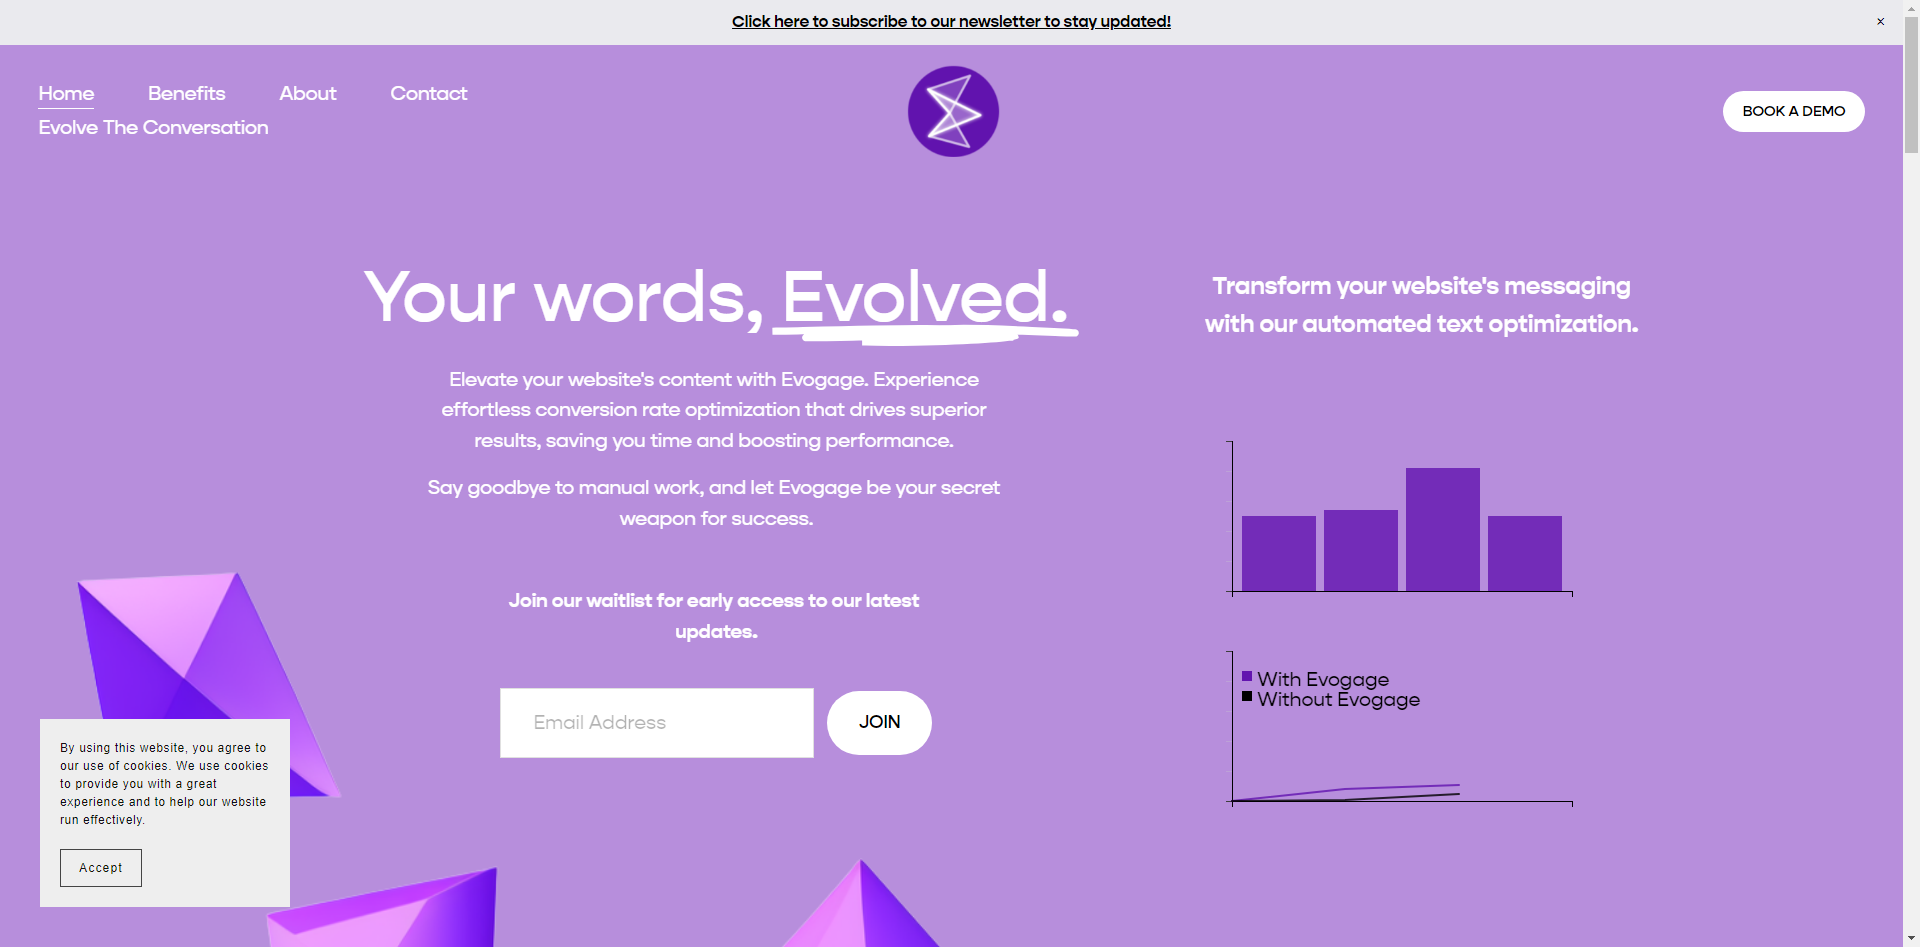 Click here to subscribe to our newsletter to stay updated!
×
Home
Benefits
About
Contact
Evolve The Conversation
BOOK A DEMO
Your words, Evolved.
Elevate your website's content with Evogage. Experience
effortless conversion rate optimization that drives superior
results, saving you time and boosting performance.
Say goodbye to manual work, and let Evogage be your secret
weapon for success.
Join our waitlist for early access to our latest
updates.
Email Address
JOIN
Transform your website's messaging
with our automated text optimization.
With Evogage
Without Evogage
By using this website, you agree to
our use of cookies. We use cookies
to provide you with a great
experience and to help our website
run effectively.
Accept